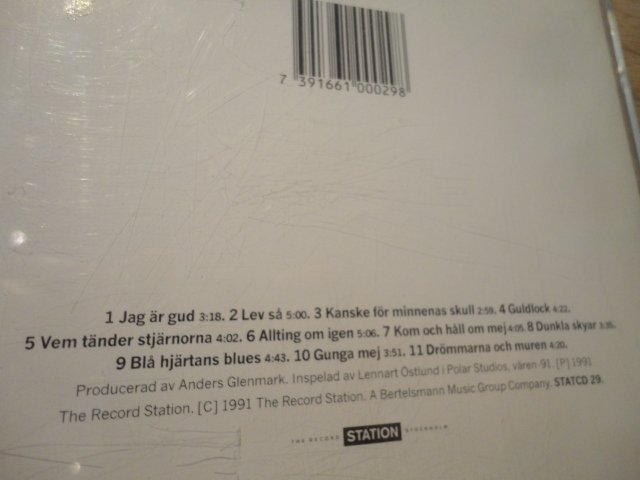 7 391661 000298
1 Jag är gud 3:18. 2 Lev så 5:00. 3 Kanske för minnenas skull 2:59. 4 Guldlock 4:22.
5 Vem tänder stjärnorna 4:02. 6 Allting om igen 5:06. 7 Kom och håll om mej 4:05. 8 Dunkla skyar 3:35.
9 Blå hjärtans blues 4:43. 10 Gunga mej 3:51. 11 Drömmarna och muren 4:20.
Producerad av Anders Glenmark. Inspelad av Lennart Östlund i Polar Studios, våren -91. [P] 1991
The Record Station. [C] 1991 The Record Station. A Bertelsmann Music Group Company. STATCD 29.
THE RECORD STATION STOCKHOLM